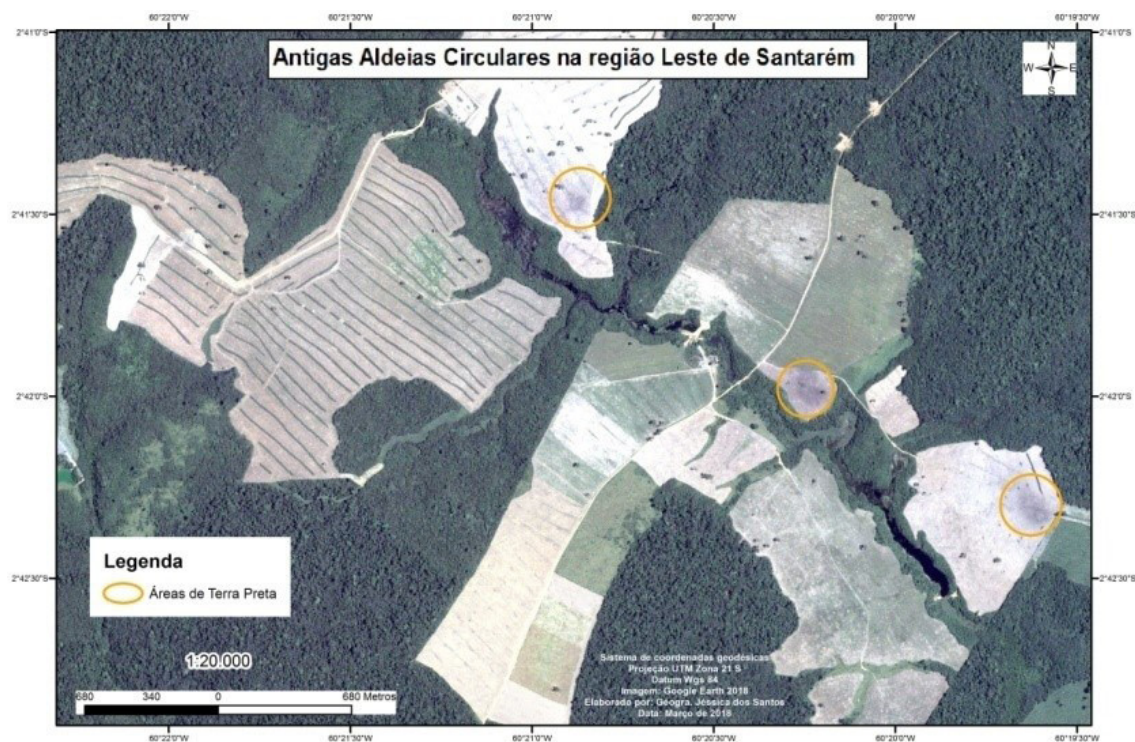 60°22'0"W 60°21'30"W 60°21'0"W 60°20'30"W 60°20'0"W 60°19'30"W
2°41'0"S 2°41'0"S
Antigas Aldeias Circulares na região Leste de Santarém
N
W E
S
2°41'30"S 2°41'30"S
2°42'0"S 2°42'0"S
Legenda
Áreas de Terra Preta
2°42'30"S 2°42'30"S
1:20.000
680 340 0 680 Metros
Sistema de coordenadas geodésicas
Projeção UTM Zona 21 S
Datum Wgs 84
Imagem: Google Earth 2018
Elaborado por: Geógra. Jéssica dos Santos
Data: Março de 2018
60°22'0"W 60°21'30"W 60°21'0"W 60°20'30"W 60°20'0"W 60°19'30"W